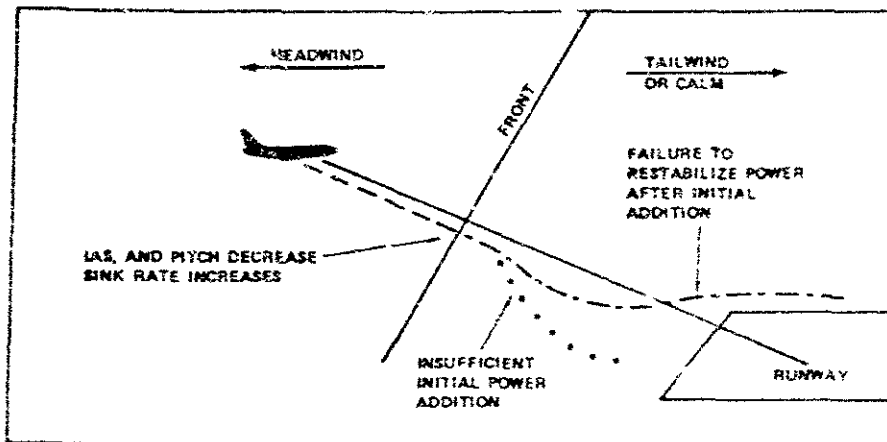 HEADWIND
TAILWIND
OR CALM
FRONT
FAILURE TO
RESTABILIZE POWER
AFTER INITIAL
ADDITION
IAS, AND PITCH DECREASE
SINK RATE INCREASES
INSUFFICIENT
INITIAL POWER
ADDITION
RUNWAY